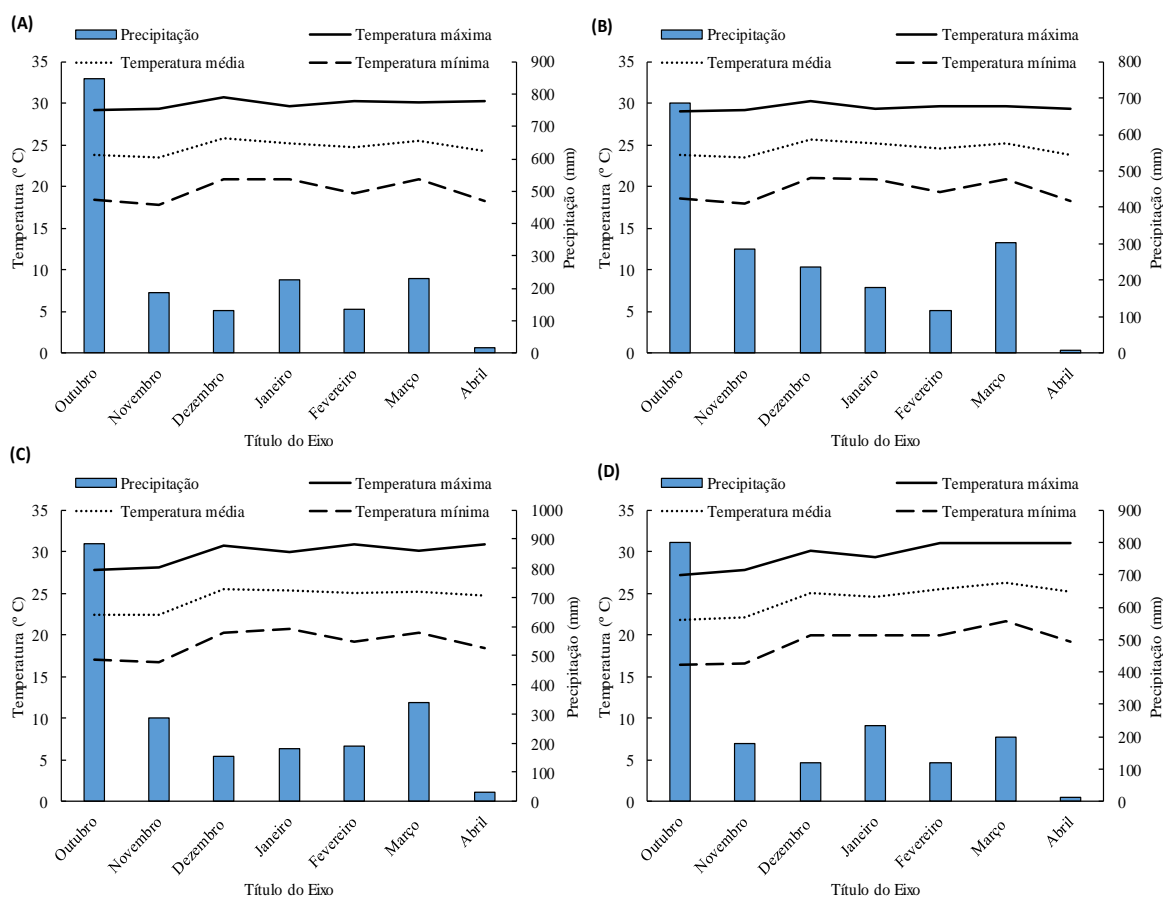 (A)
Precipitação
Temperatura máxima
Temperatura média
Temperatura mínima
35
30
25
20
15
10
5
0
Temperatura (º C)
900
800
700
600
500
400
300
200
100
0
Precipitação (mm)
Outubro
Novembro
Dezembro
Janeiro
Fevereiro
Março
Abril
Título do Eixo
(B)
Precipitação
Temperatura máxima
Temperatura média
Temperatura mínima
35
30
25
20
15
10
5
0
Temperatura (º C)
800
700
600
500
400
300
200
100
0
Precipitação (mm)
Outubro
Novembro
Dezembro
Janeiro
Fevereiro
Março
Abril
Título do Eixo
(C)
Precipitação
Temperatura máxima
Temperatura média
Temperatura mínima
35
30
25
20
15
10
5
0
Temperatura (º C)
1000
900
800
700
600
500
400
300
200
100
0
Precipitação (mm)
Outubro
Novembro
Dezembro
Janeiro
Fevereiro
Março
Abril
Título do Eixo
(D)
Precipitação
Temperatura máxima
Temperatura média
Temperatura mínima
35
30
25
20
15
10
5
0
Temperatura (º C)
900
800
700
600
500
400
300
200
100
0
Precipitação (mm)
Outubro
Novembro
Dezembro
Janeiro
Fevereiro
Março
Abril
Título do Eixo